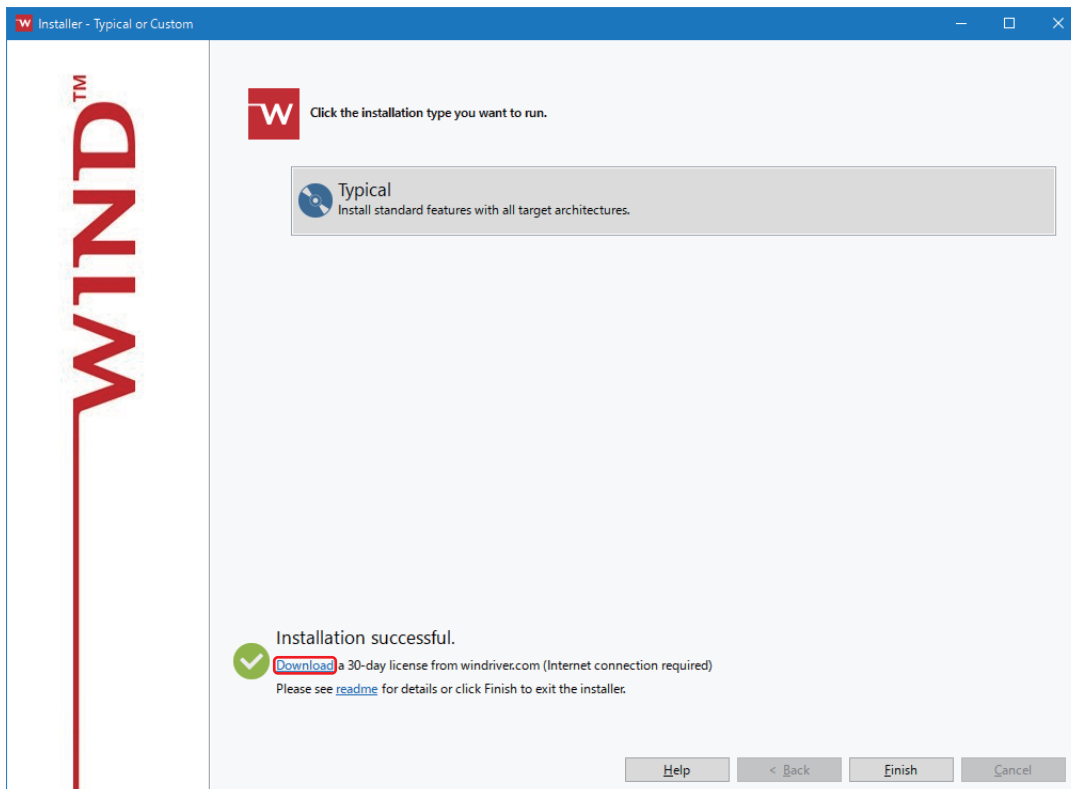 W Installer - Typical or Custom
WIND™
W Click the installation type you want to run.
Typical
Install standard features with all target architectures.
Installation successful.
Download a 30-day license from windriver.com (Internet connection required)
Please see readme for details or click Finish to exit the installer.
Help < Back Finish Cancel